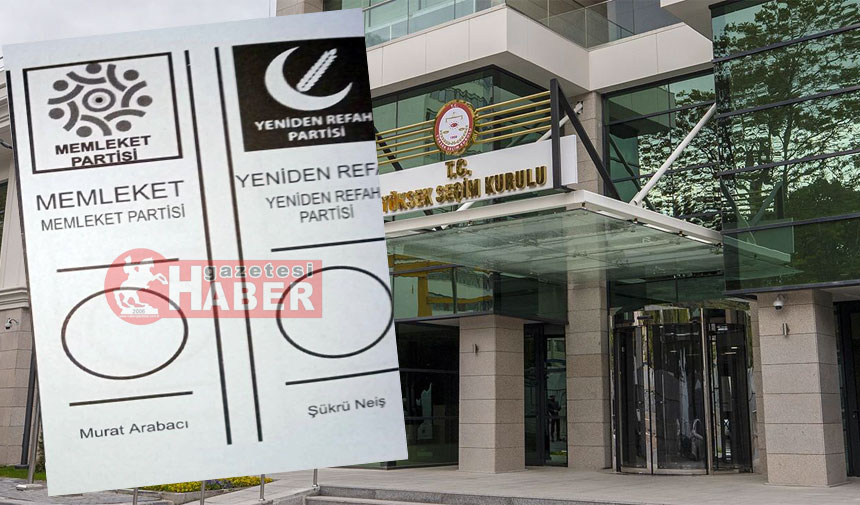 MEMLEKET
PARTİSİ
MEMLEKET
MEMLEKET PARTİSİ
Murat Arabacı
YENİDEN REFAH
PARTİSİ
YENİDEN REFA
YENİDEN REFAH
PARTİSİ
Şükrü Neiş
gazetesi
HABER
2006
T.C.
YÜKSEK SEÇİM KURULU